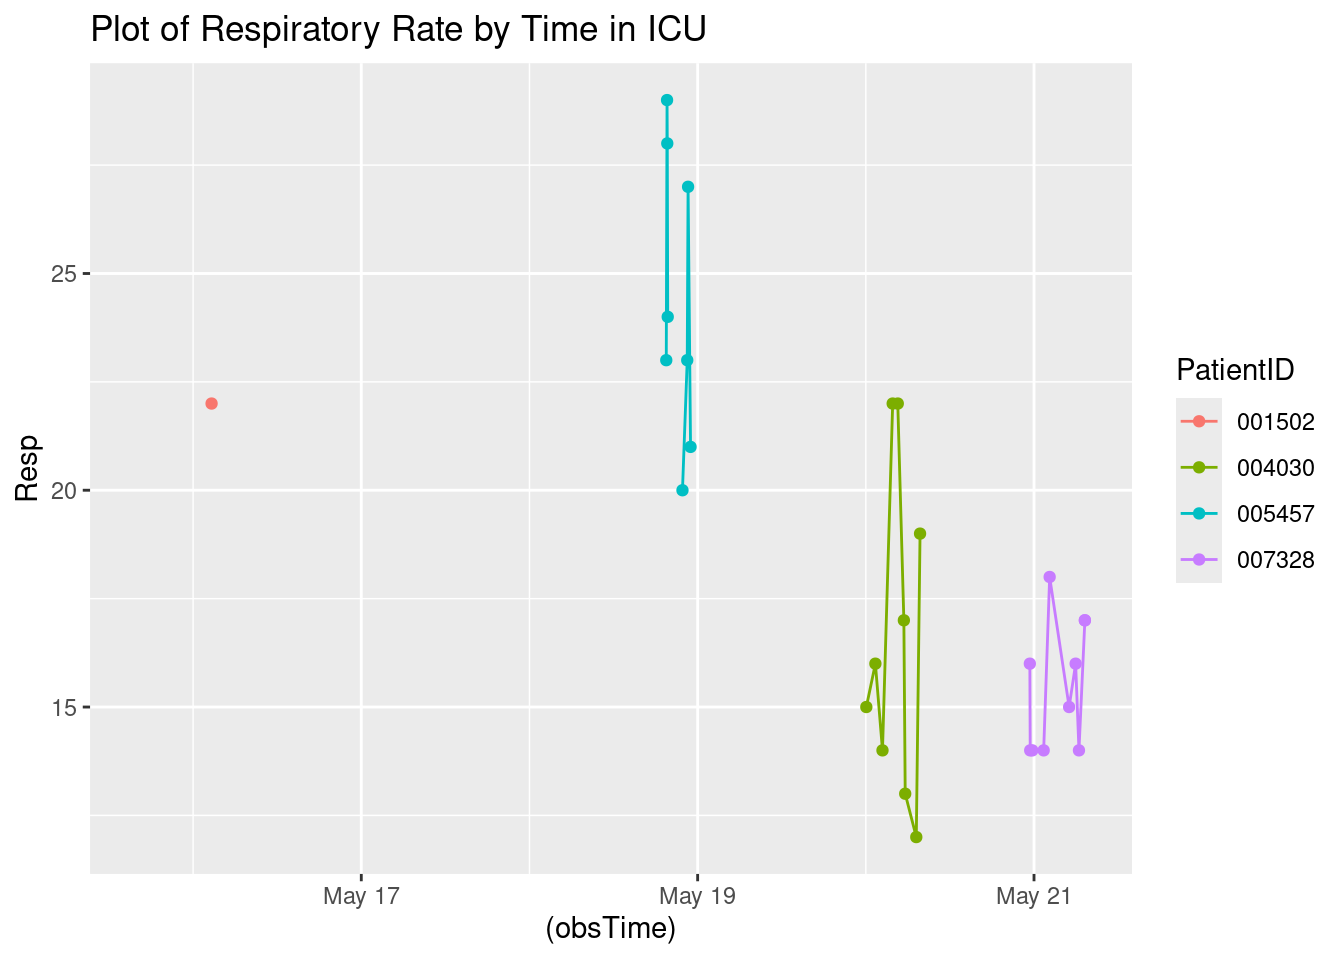 Plot of Respiratory Rate by Time in ICU
Resp
25
20
15
May 17
May 19
May 21
(obsTime)
PatientID
001502
004030
005457
007328